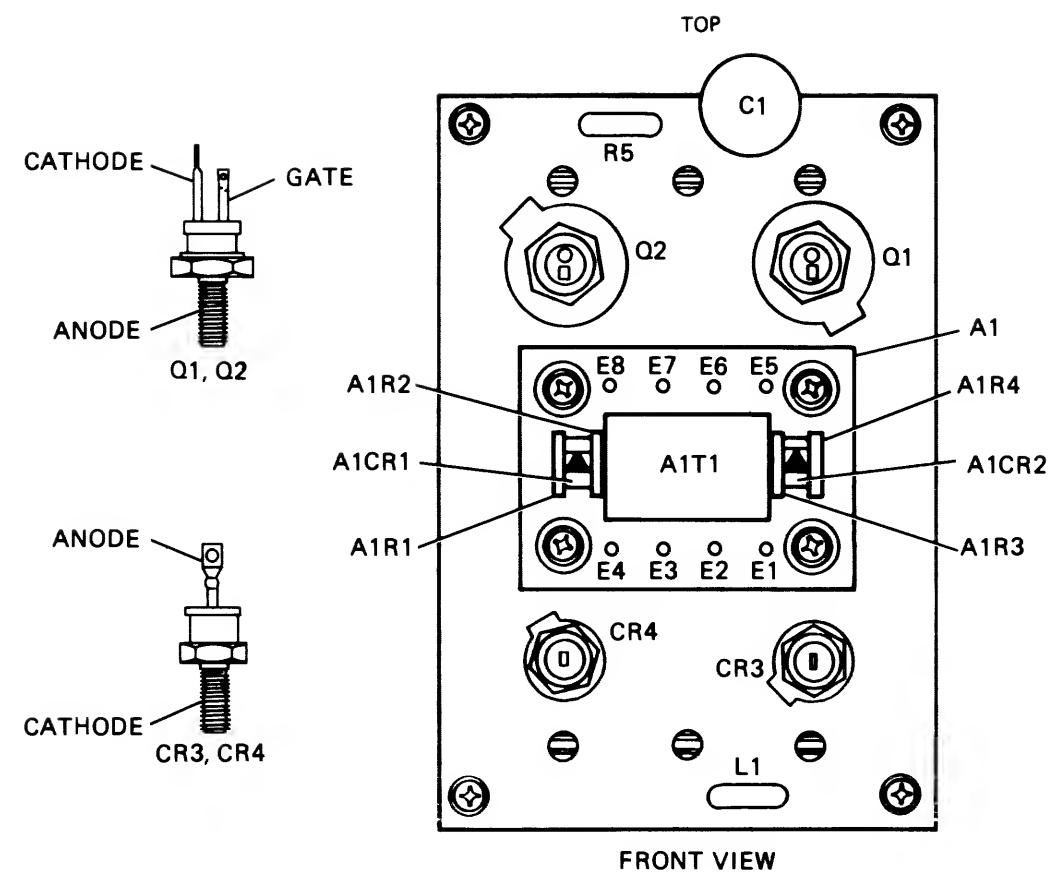 TOP
C1
R5
CATHODE
GATE
Q2
Q1
ANODE
Q1, Q2
A1
E8 E7 E6 E5
A1R2
A1R4
A1CR1
A1T1
A1CR2
ANODE
A1R1
A1R3
E4 E3 E2 E1
CR4
CR3
CATHODE
CR3, CR4
L1
FRONT VIEW